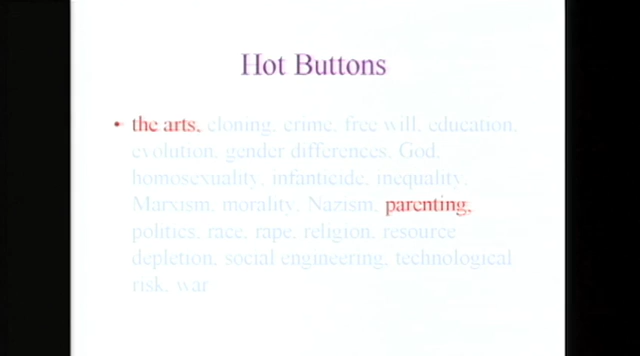 Hot Buttons
• the arts, cloning, crime, free will, education,
evolution, gender differences, God,
homosexuality, infanticide, inequality,
Marxism, morality, Nazism, parenting,
politics, race, rape, religion, resource
depletion, social engineering, technological
risk, war